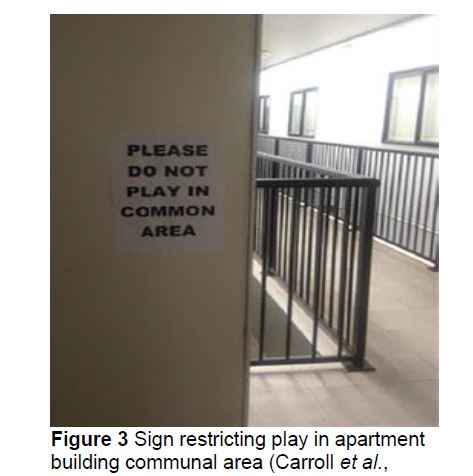 PLEASE
DO NOT
PLAY IN
COMMON
AREA
Figure 3 Sign restricting play in apartment
building communal area (Carroll et al.,